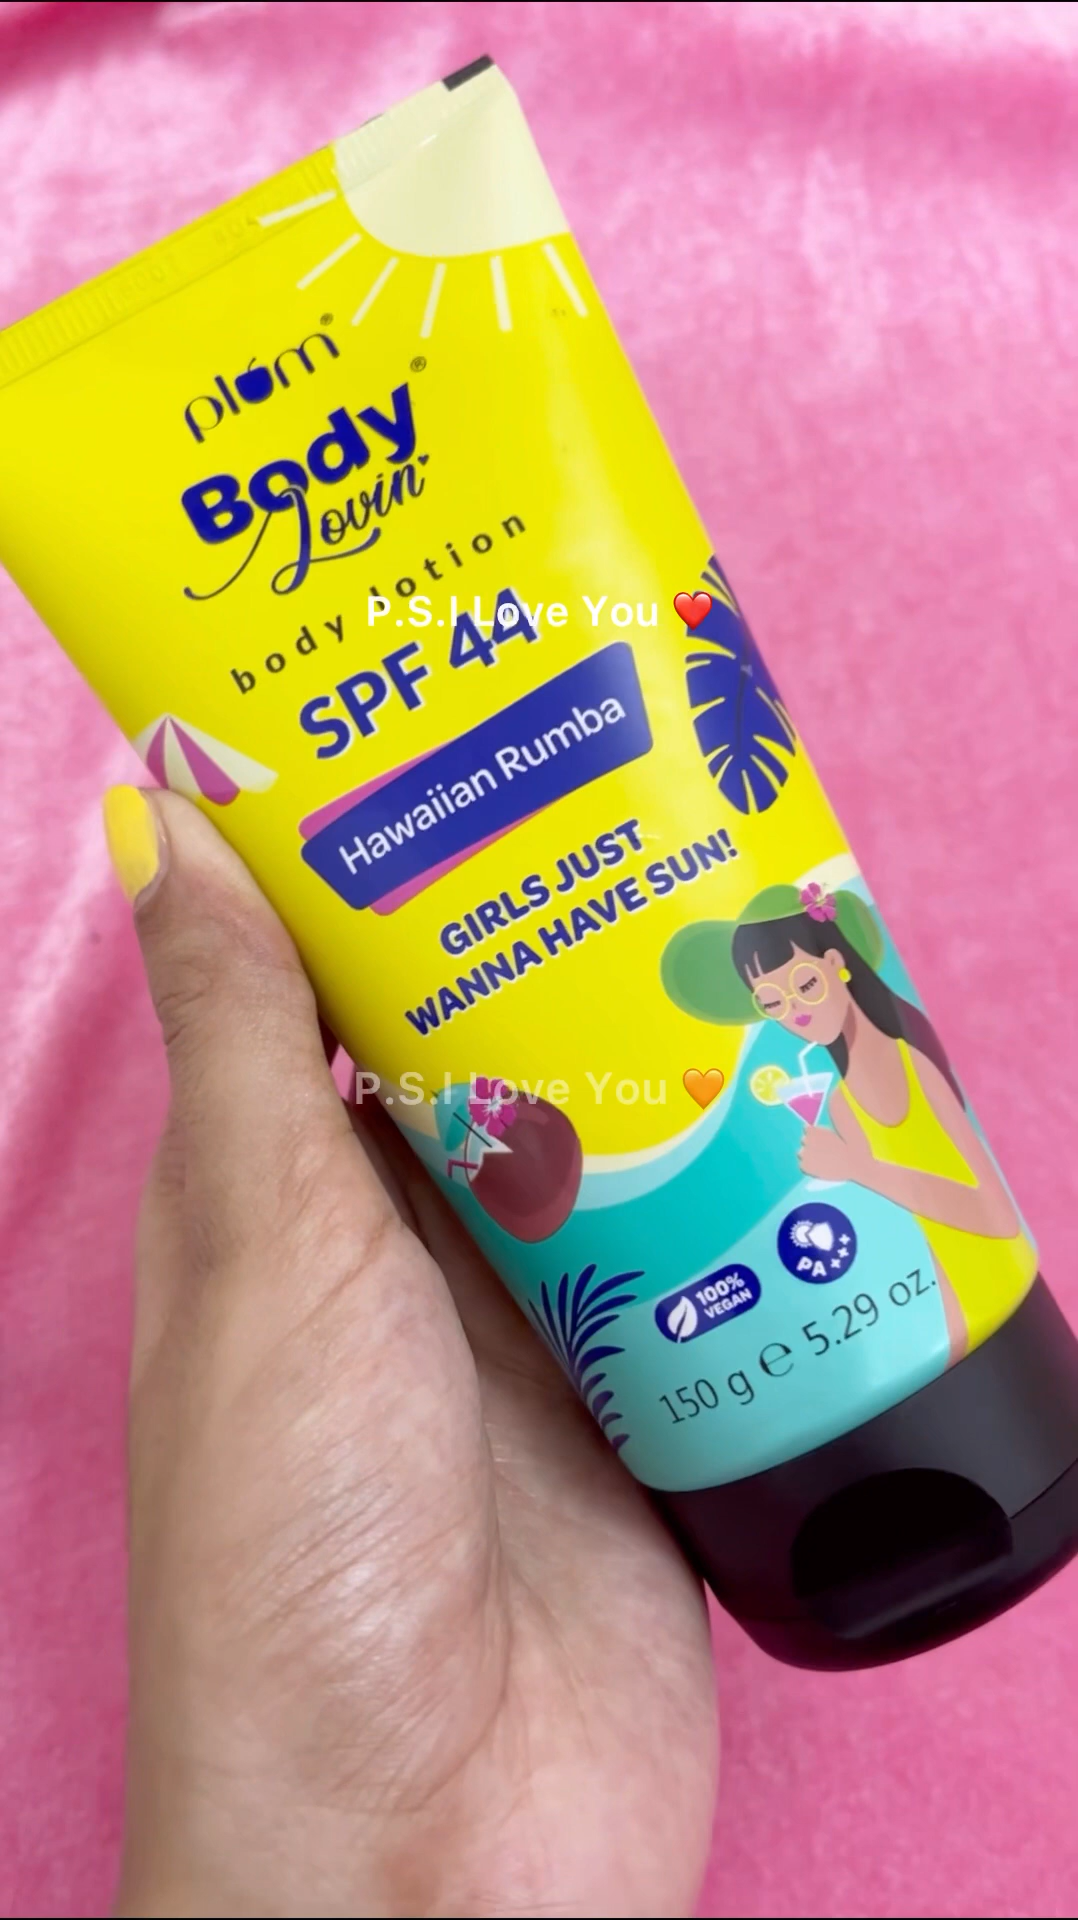 plum®
Body®
Lovin'
body lotion
P.S.I Love You ❤️
SPF 44
Hawaiian Rumba
GIRLS JUST
WANNA HAVE SUN!
P.S.I Love You 🧡
100%
VEGAN
PA+++
150 g ℮ 5.29 oz.